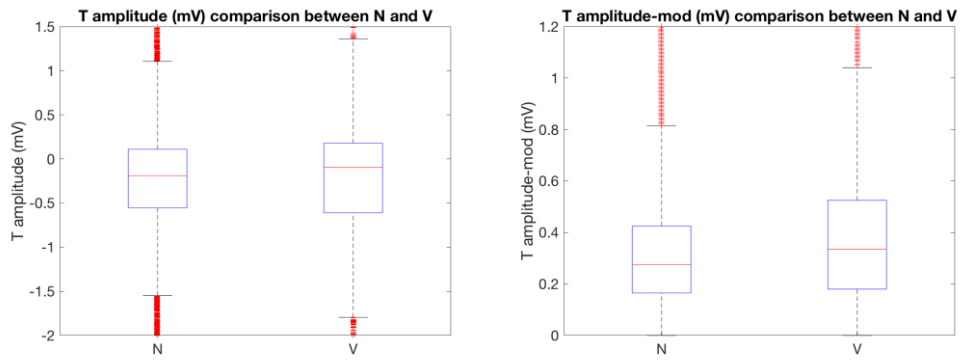 T amplitude (mV) comparison between N and V
T amplitude (mV)
1.5
1
0.5
0
-0.5
-1
-1.5
-2
N
V
T amplitude-mod (mV) comparison between N and V
T amplitude-mod (mV)
1.2
1
0.8
0.6
0.4
0.2
0
N
V